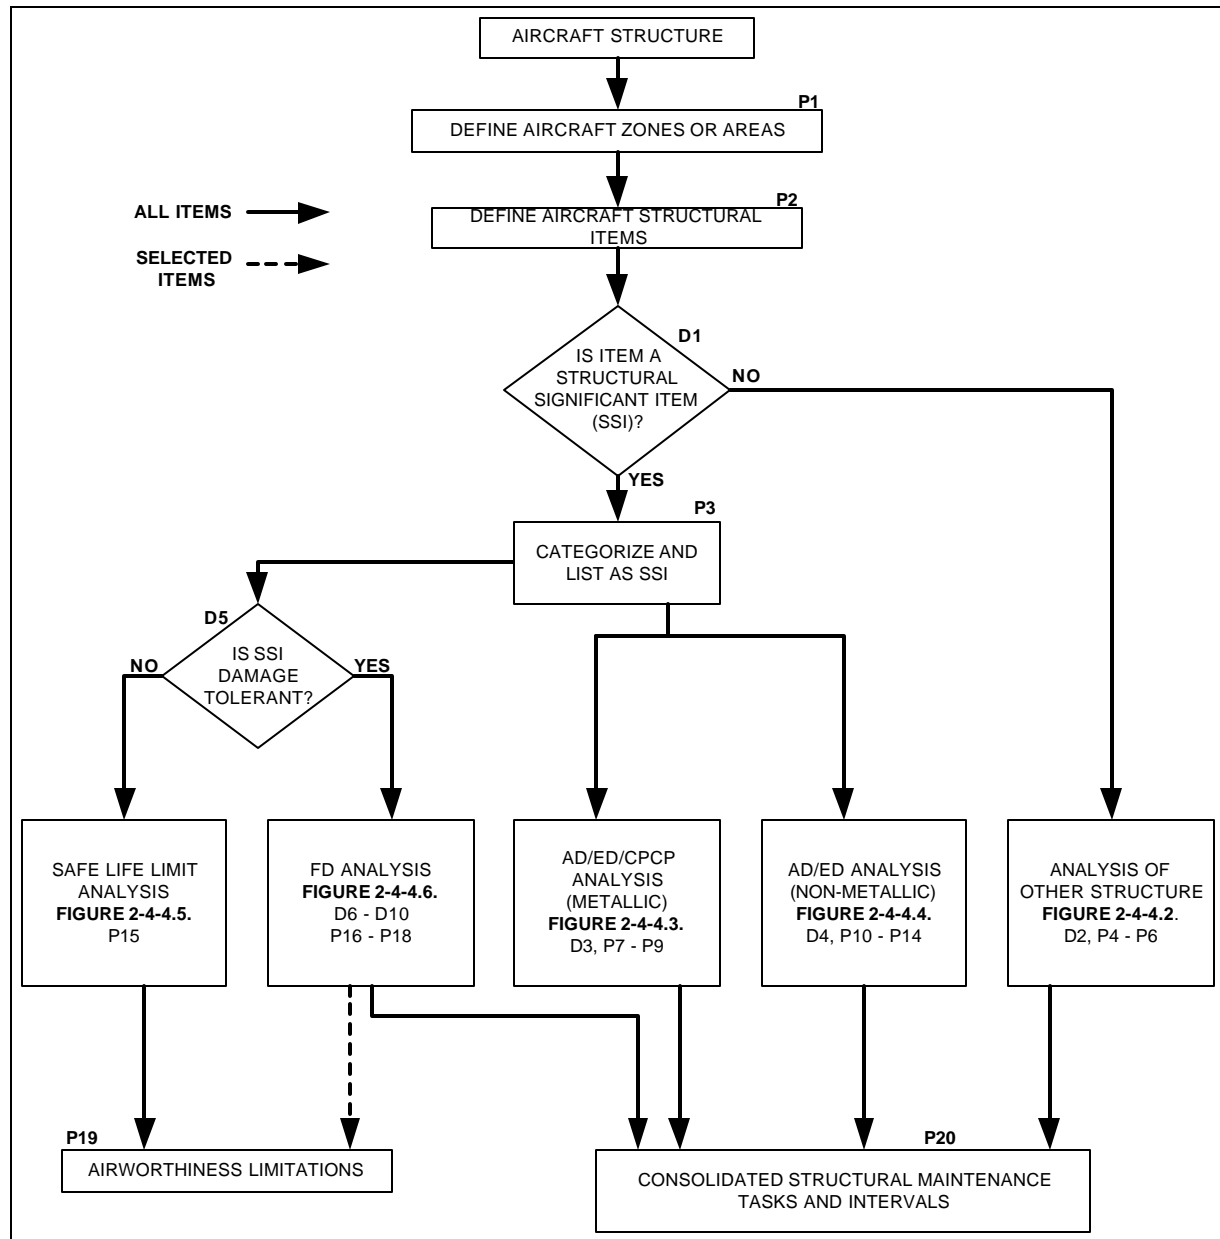 AIRCRAFT STRUCTURE
P1
DEFINE AIRCRAFT ZONES OR AREAS
ALL ITEMS
P2
DEFINE AIRCRAFT STRUCTURAL
ITEMS
SELECTED
ITEMS
D1
IS ITEM A
STRUCTURAL
SIGNIFICANT ITEM
(SSI)?
NO
YES
P3
CATEGORIZE AND
LIST AS SSI
D5
IS SSI
DAMAGE
TOLERANT?
NO
YES
SAFE LIFE LIMIT
ANALYSIS
FIGURE 2-4-4.5.
P15
FD ANALYSIS
FIGURE 2-4-4.6.
D6 - D10
P16 - P18
AD/ED/CPCP
ANALYSIS
(METALLIC)
FIGURE 2-4-4.3.
D3, P7 - P9
AD/ED ANALYSIS
(NON-METALLIC)
FIGURE 2-4-4.4.
D4, P10 - P14
ANALYSIS OF
OTHER STRUCTURE
FIGURE 2-4-4.2.
D2, P4 - P6
P19
AIRWORTHINESS LIMITATIONS
P20
CONSOLIDATED STRUCTURAL MAINTENANCE
TASKS AND INTERVALS